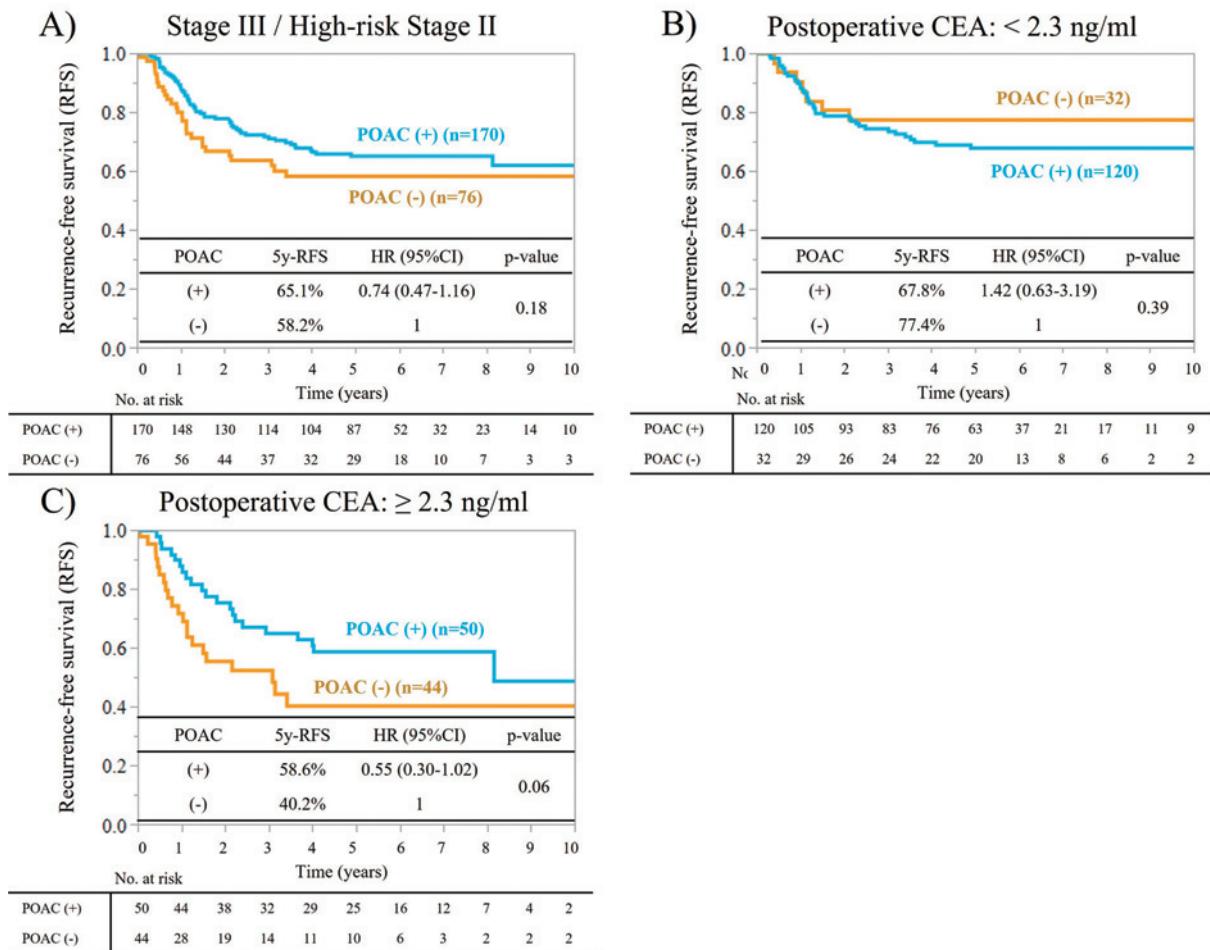 A)
Stage III / High-risk Stage II
Recurrence-free survival (RFS)
1.0
0.8
0.6
0.4
0.2
0.0
POAC (+) (n=170)
POAC (-) (n=76)
POAC 5y-RFS HR (95%CI) p-value
(+) 65.1% 0.74 (0.47-1.16)
0.18
(-) 58.2% 1
0 1 2 3 4 5 6 7 8 9 10
Time (years)
No. at risk
POAC (+) 170 148 130 114 104 87 52 32 23 14 10
POAC (-) 76 56 44 37 32 29 18 10 7 3 3
B)
Postoperative CEA: < 2.3 ng/ml
Recurrence-free survival (RFS)
1.0
0.8
0.6
0.4
0.2
0.0
POAC (-) (n=32)
POAC (+) (n=120)
POAC 5y-RFS HR (95%CI) p-value
(+) 67.8% 1.42 (0.63-3.19)
0.39
(-) 77.4% 1
0 1 2 3 4 5 6 7 8 9 10
Time (years)
POAC (+) 120 105 93 83 76 63 37 21 17 11 9
POAC (-) 32 29 26 24 22 20 13 8 6 2 2
C)
Postoperative CEA: ≥ 2.3 ng/ml
Recurrence-free survival (RFS)
1.0
0.8
0.6
0.4
0.2
0.0
POAC (+) (n=50)
POAC (-) (n=44)
POAC 5y-RFS HR (95%CI) p-value
(+) 58.6% 0.55 (0.30-1.02)
0.06
(-) 40.2% 1
0 1 2 3 4 5 6 7 8 9 10
Time (years)
No. at risk
POAC (+) 50 44 38 32 29 25 16 12 7 4 2
POAC (-) 44 28 19 14 11 10 6 3 2 2 2